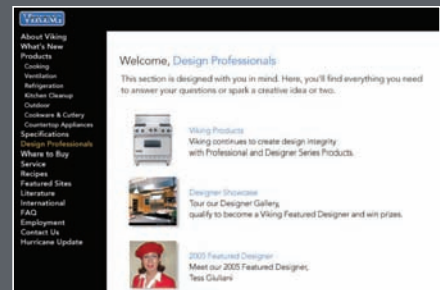 VIKING
About Viking
What's New
Products
Cooking
Ventilation
Refrigeration
Kitchen Cleanup
Outdoor
Cookware & Cutlery
Countertop Appliances
Specifications
Design Professionals
Where to Buy
Service
Recipes
Featured Sites
Literature
International
FAQ
Employment
Contact Us
Hurricane Update
Welcome, Design Professionals
This section is designed with you in mind. Here, you'll find everything you need
to answer your questions or spark a creative idea or two.
Viking Products
Viking continues to create design integrity
with Professional and Designer Series Products.
Designer Showcase
Tour our Designer Gallery,
qualify to become a Viking Featured Designer and win prizes.
2005 Featured Designer
Meet our 2005 Featured Designer,
Tess Giuliani